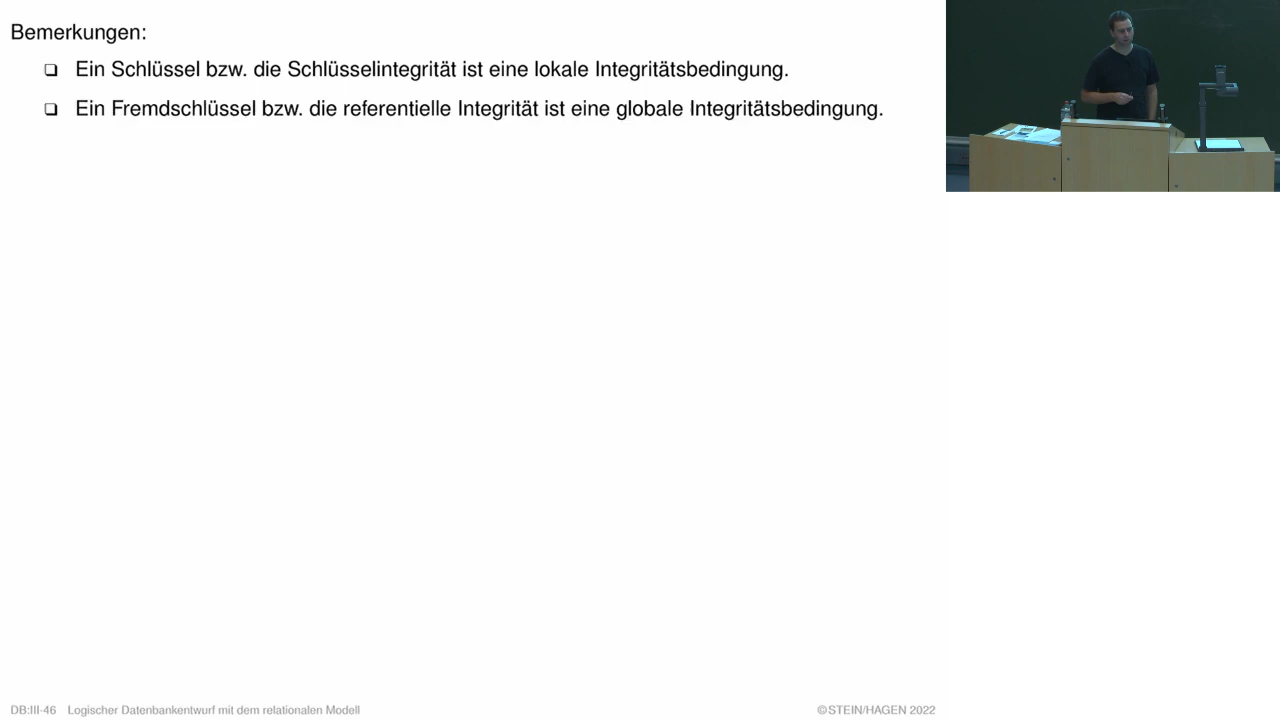 Bemerkungen:
❑ Ein Schlüssel bzw. die Schlüsselintegrität ist eine lokale Integritätsbedingung.
❑ Ein Fremdschlüssel bzw. die referentielle Integrität ist eine globale Integritätsbedingung.
DB:III-46 Logischer Datenbankentwurf mit dem relationalen Modell ©STEIN/HAGEN 2022